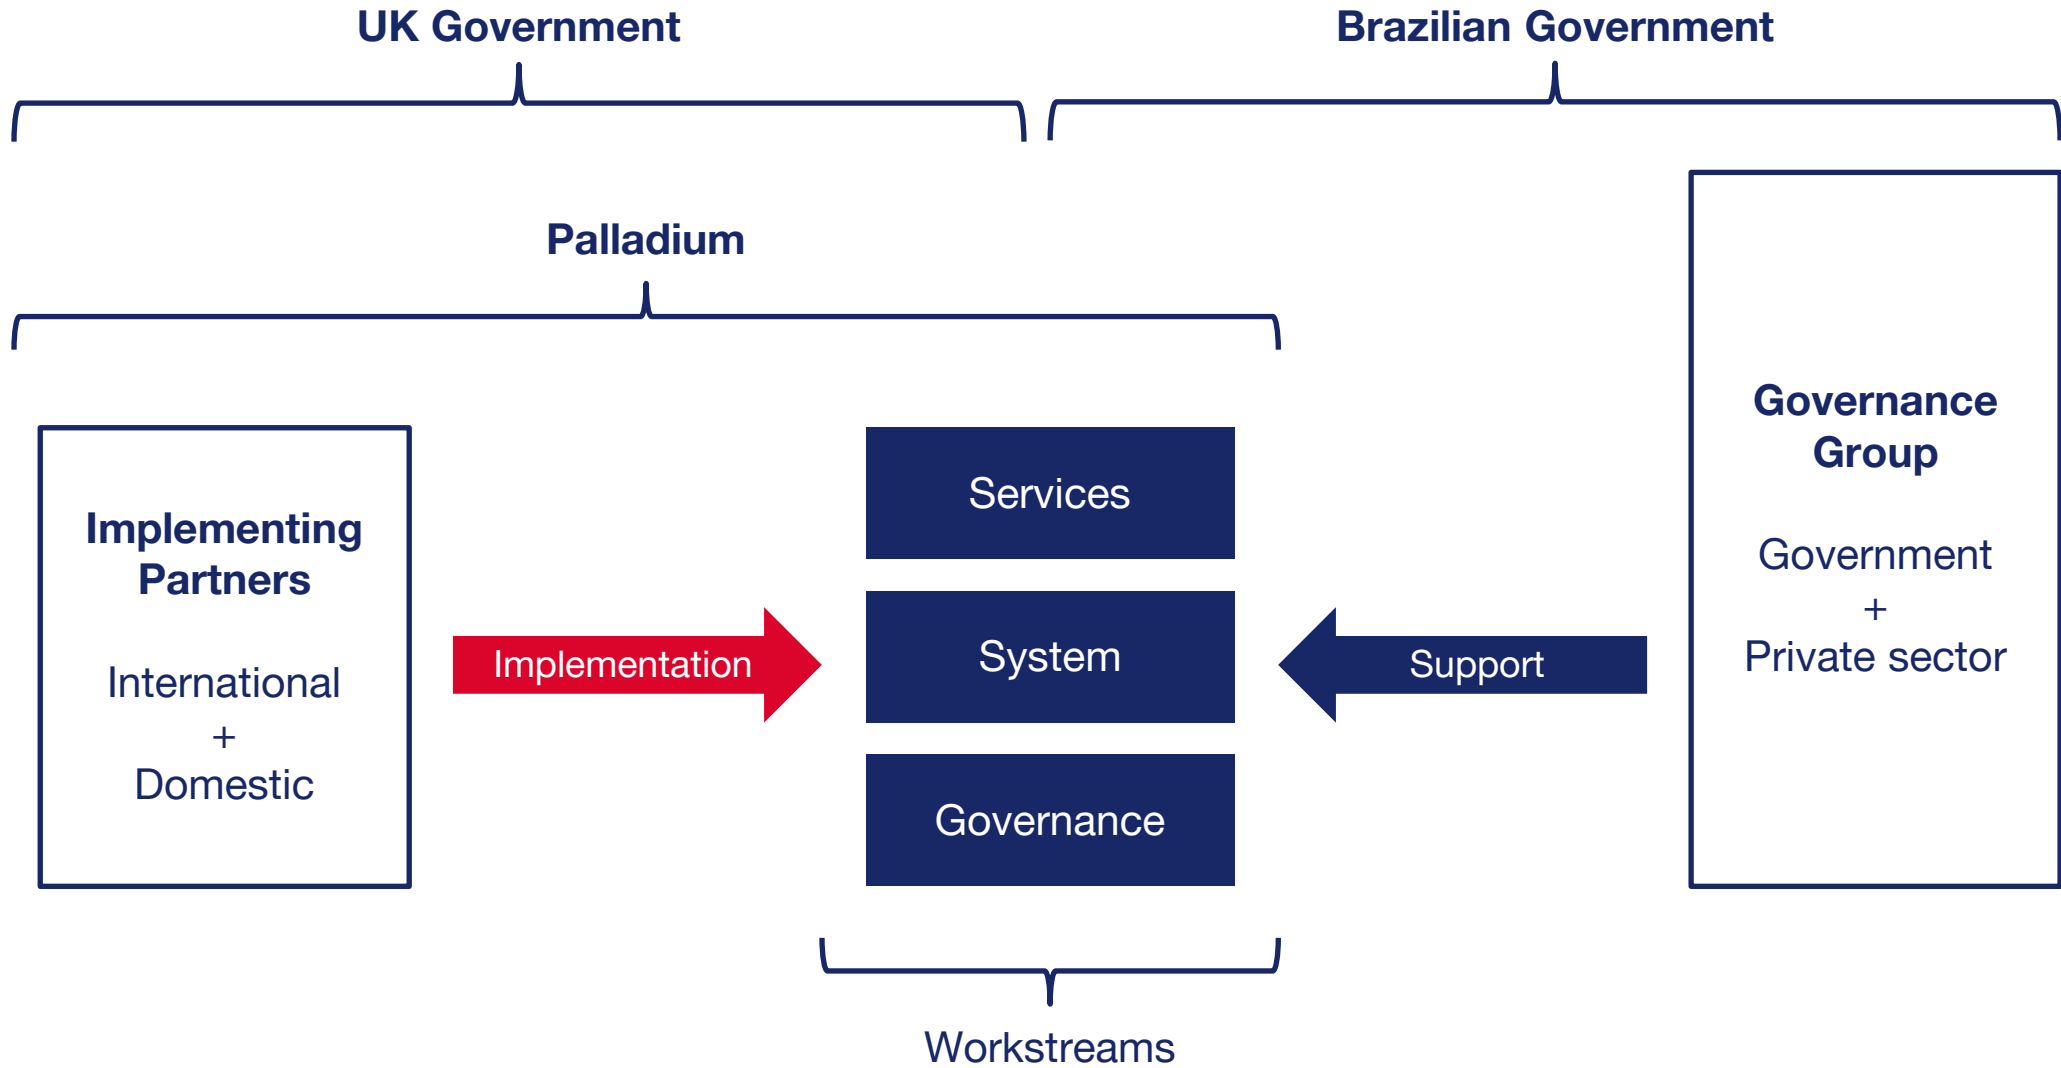 UK Government
Brazilian Government
Palladium
Implementing
Partners
International
+
Domestic
Implementation
Services
System
Governance
Support
Governance
Group
Government
+
Private sector
Workstreams